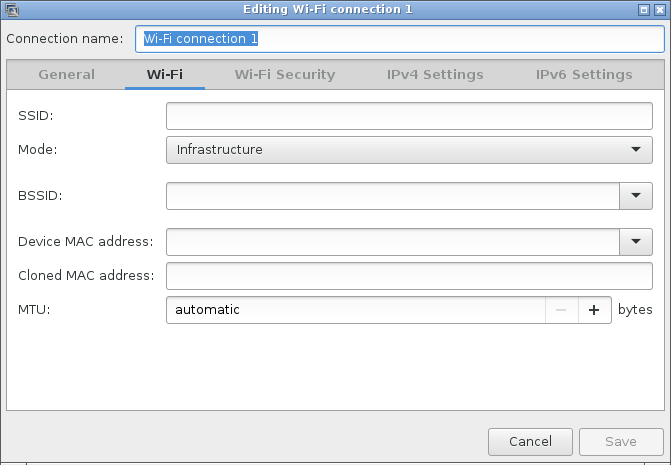 Editing Wi-Fi connection 1
Connection name: Wi-Fi connection 1
General Wi-Fi Wi-Fi Security IPv4 Settings IPv6 Settings
SSID:
Mode: Infrastructure
BSSID:
Device MAC address:
Cloned MAC address:
MTU: automatic − + bytes
Cancel Save